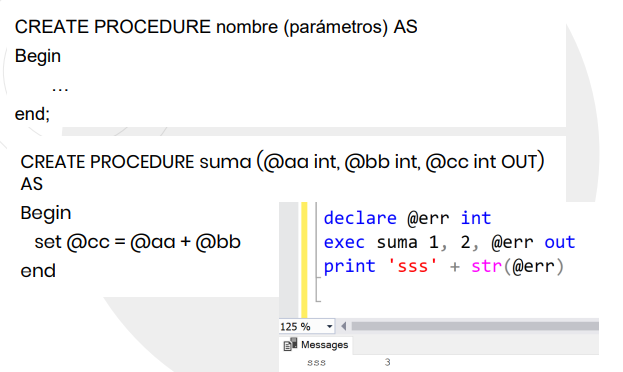 CREATE PROCEDURE nombre (parámetros) AS
Begin
...
end;
CREATE PROCEDURE suma (@aa int, @bb int, @cc int OUT)
AS
Begin
set @cc = @aa + @bb
end
declare @err int
exec suma 1, 2, @err out
print 'sss' + str(@err)
125 %
Messages
sss 3